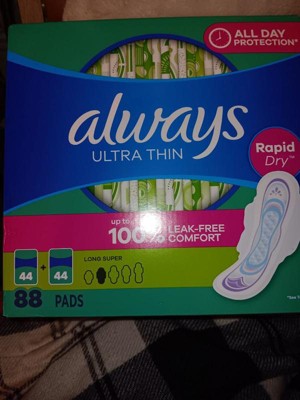 ALL DAY
PROTECTION*
always
ULTRA THIN
Rapid
Dry™
up to
100% LEAK-FREE
COMFORT
44 + 44
LONG SUPER
88 PADS